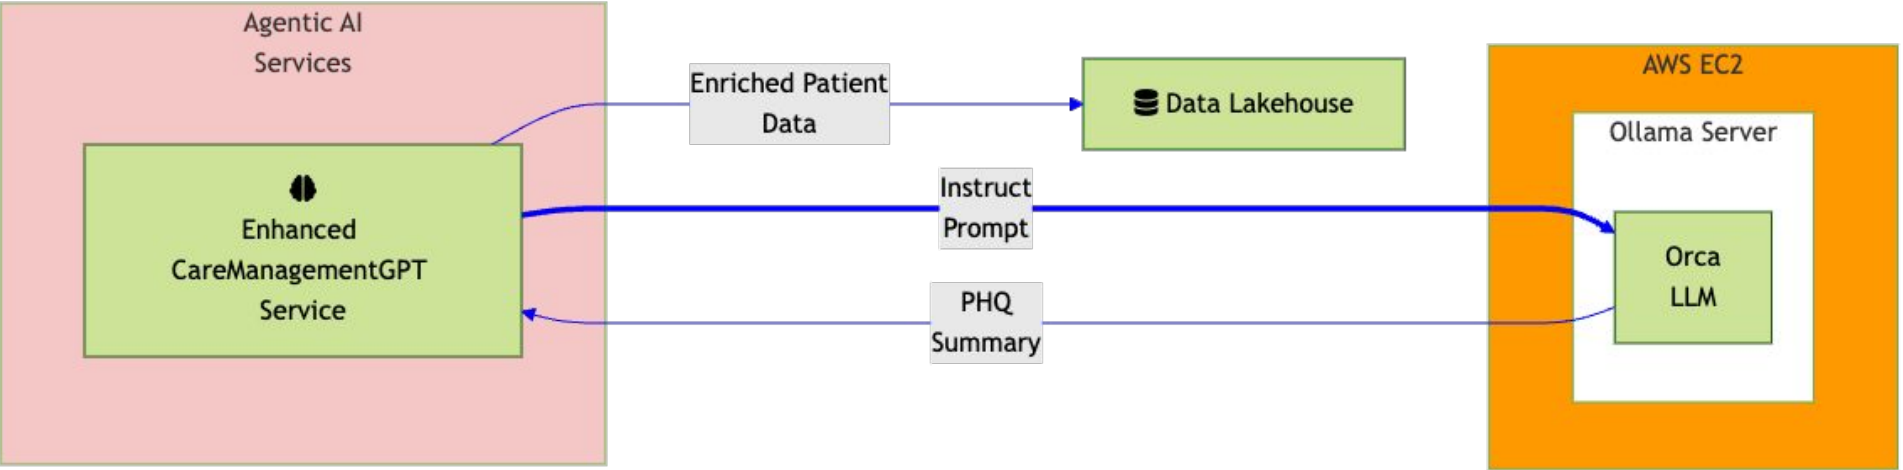 Agentic AI
Services
Enhanced
CareManagementGPT
Service
Enriched Patient
Data
Data Lakehouse
Instruct
Prompt
PHQ
Summary
AWS EC2
Ollama Server
Orca
LLM